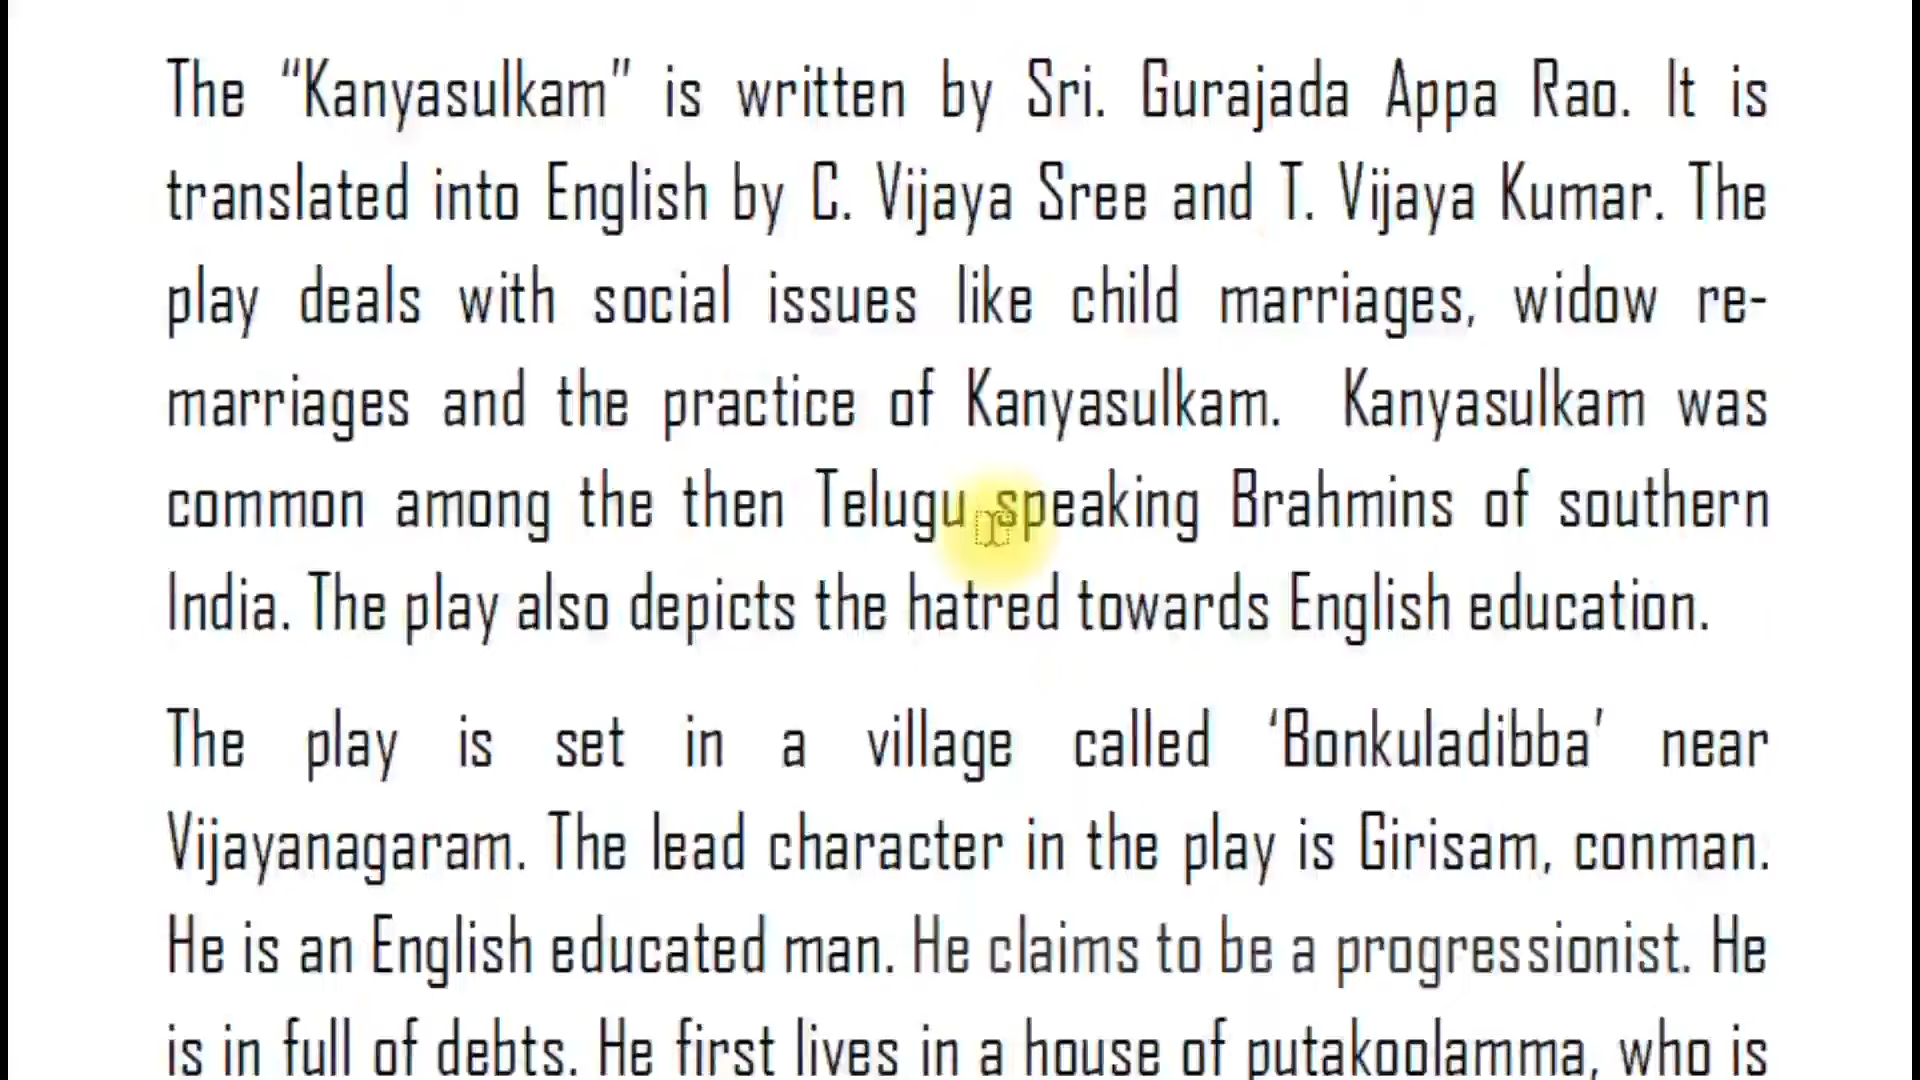 The “Kanyasulkam” is written by Sri. Gurajada Appa Rao. It is
translated into English by C. Vijaya Sree and T. Vijaya Kumar. The
play deals with social issues like child marriages, widow re-
marriages and the practice of Kanyasulkam. Kanyasulkam was
common among the then Telugu speaking Brahmins of southern
India. The play also depicts the hatred towards English education.
The play is set in a village called ‘Bonkuladibba’ near
Vijayanagaram. The lead character in the play is Girisam, conman.
He is an English educated man. He claims to be a progressionist. He
is in full of debts. He first lives in a house of putakoolamma, who is